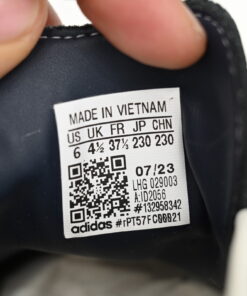 MADE IN VIETNAM
US UK FR JP CHN
6 4½ 37⅓ 230 230
07/23
LHG 029003
A:ID2056
#132958342
adidas #rPT57FC00021